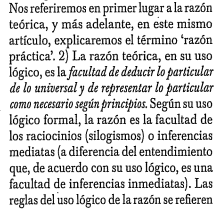 Nos referiremos en primer lugar a la razón
teórica, y más adelante, en este mismo
artículo, explicaremos el término ‘razón
práctica’. 2) La razón teórica, en su uso
lógico, es la facultad de deducir lo particular
de lo universal y de representar lo particular
como necesario según principios. Según su uso
lógico formal, la razón es la facultad de
los raciocinios (silogismos) o inferencias
mediatas (a diferencia del entendimiento
que, de acuerdo con su uso lógico, es una
facultad de inferencias inmediatas). Las
reglas del uso lógico de la razón se refieren